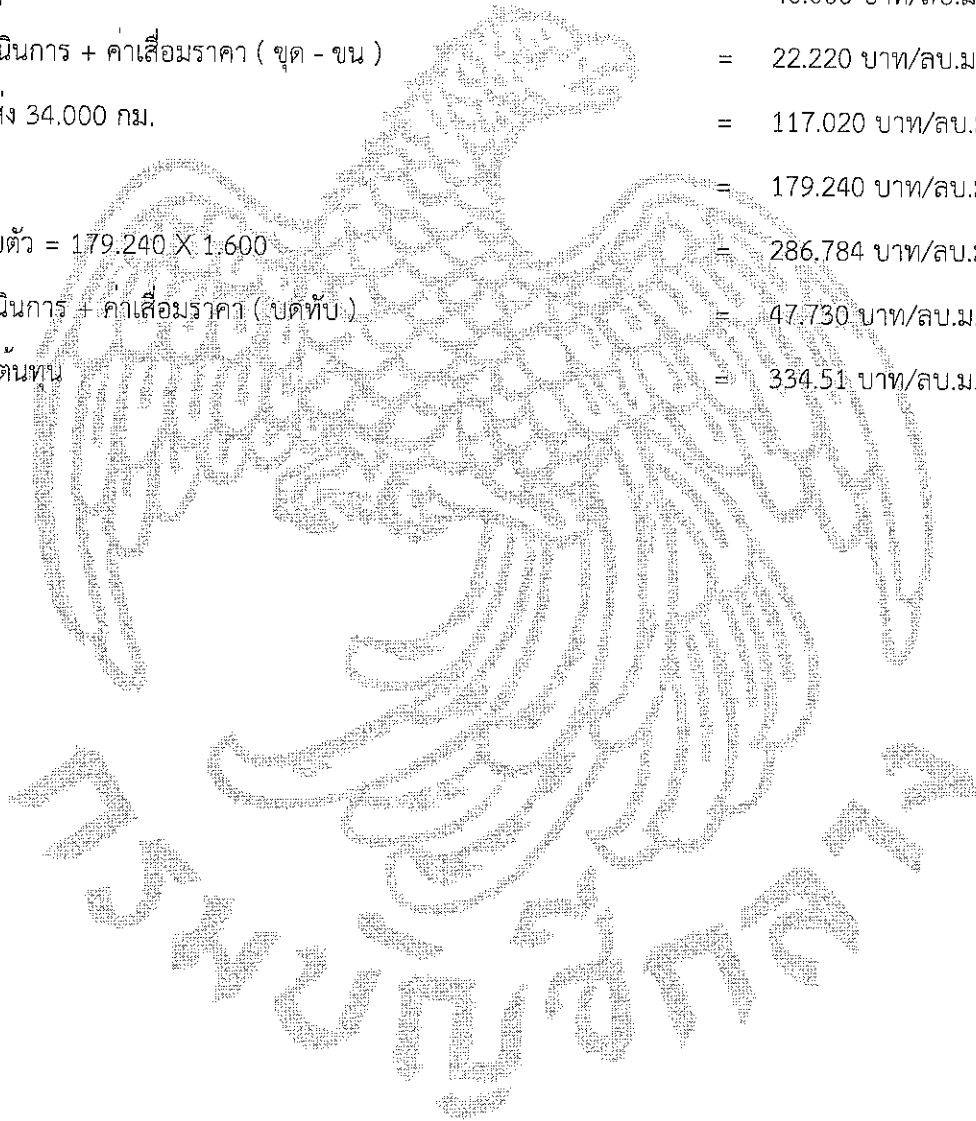 นินการ + ค่าเสื่อมราคา ( ขุด - ขน ) = 22.220 บาท/ลบ.ม
ส่ง 34.000 กม. = 117.020 บาท/ลบ.
= 179.240 บาท/ลบ.
บตัว = 179.240 X 1.600 = 286.784 บาท/ลบ.
นินการ + ค่าเสื่อมราคา ( บดทับ ) = 47.730 บาท/ลบ.ม
ต้นทุน = 334.51 บาท/ลบ.ม.